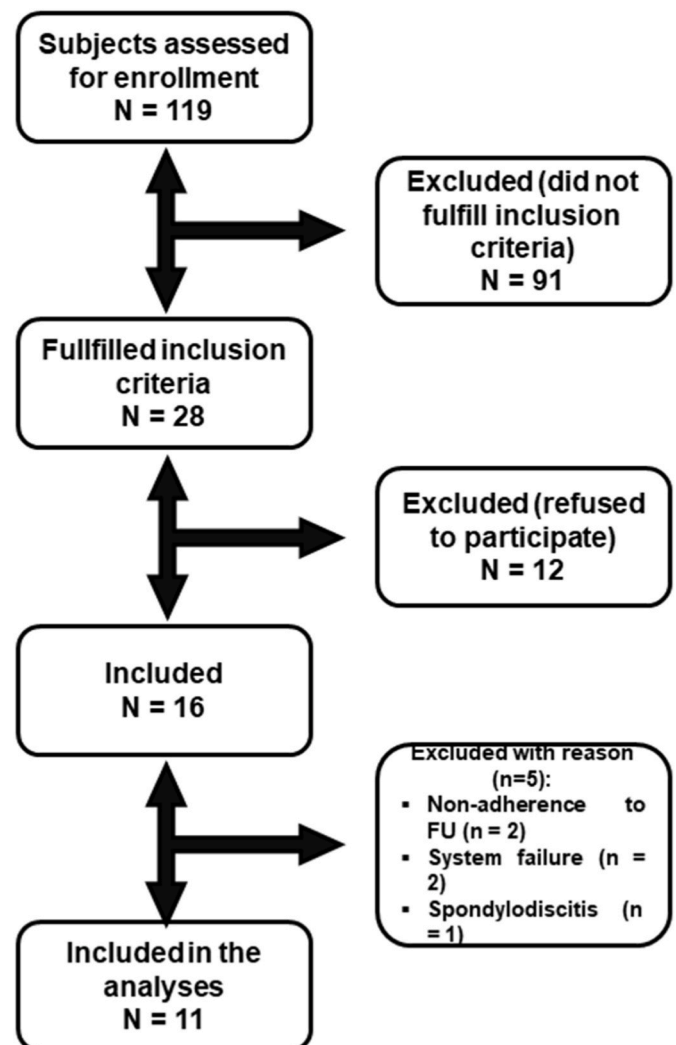 Subjects assessed
for enrollment
N = 119
Excluded (did not
fulfill inclusion
criteria)
N = 91
Fullfilled inclusion
criteria
N = 28
Excluded (refused
to participate)
N = 12
Included
N = 16
Excluded with reason
(n=5):
▪ Non-adherence to
FU (n = 2)
▪ System failure (n =
2)
▪ Spondylodiscitis (n
= 1)
Included in the
analyses
N = 11